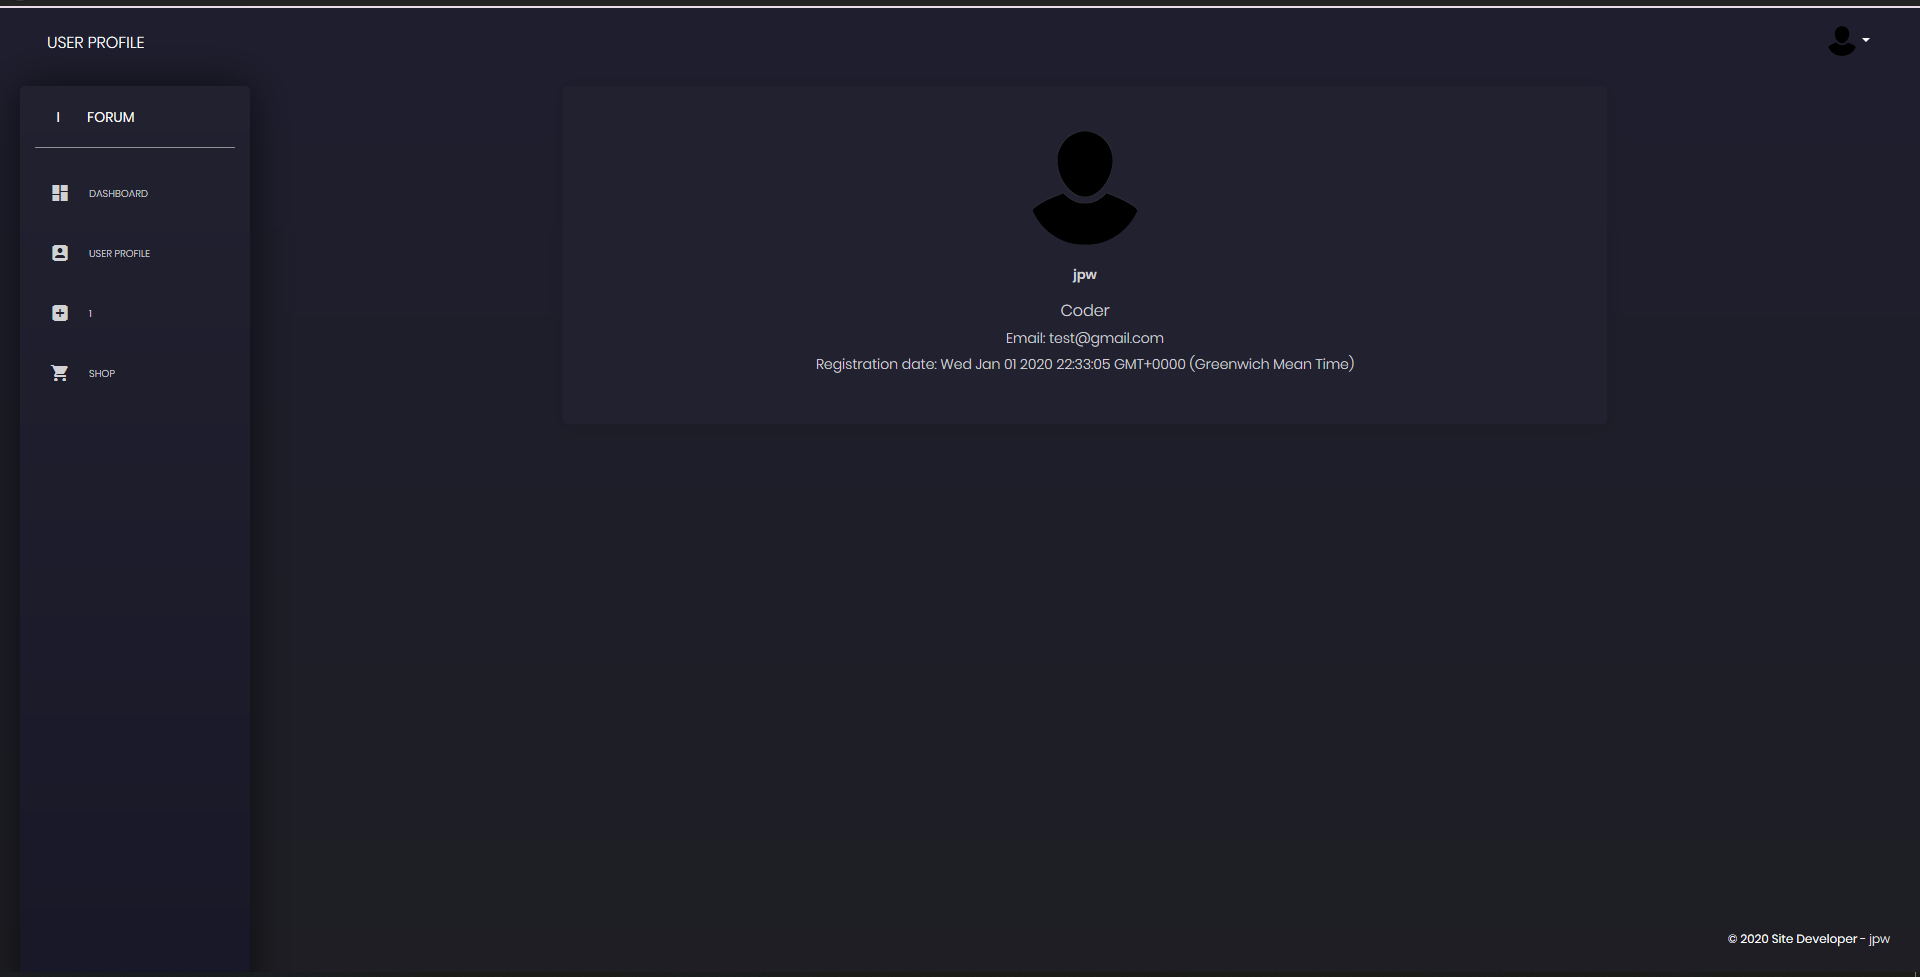 USER PROFILE
I FORUM
DASHBOARD
USER PROFILE
1
SHOP
jpw
Coder
Email: test@gmail.com
Registration date: Wed Jan 01 2020 22:33:05 GMT+0000 (Greenwich Mean Time)
© 2020 Site Developer - jpw